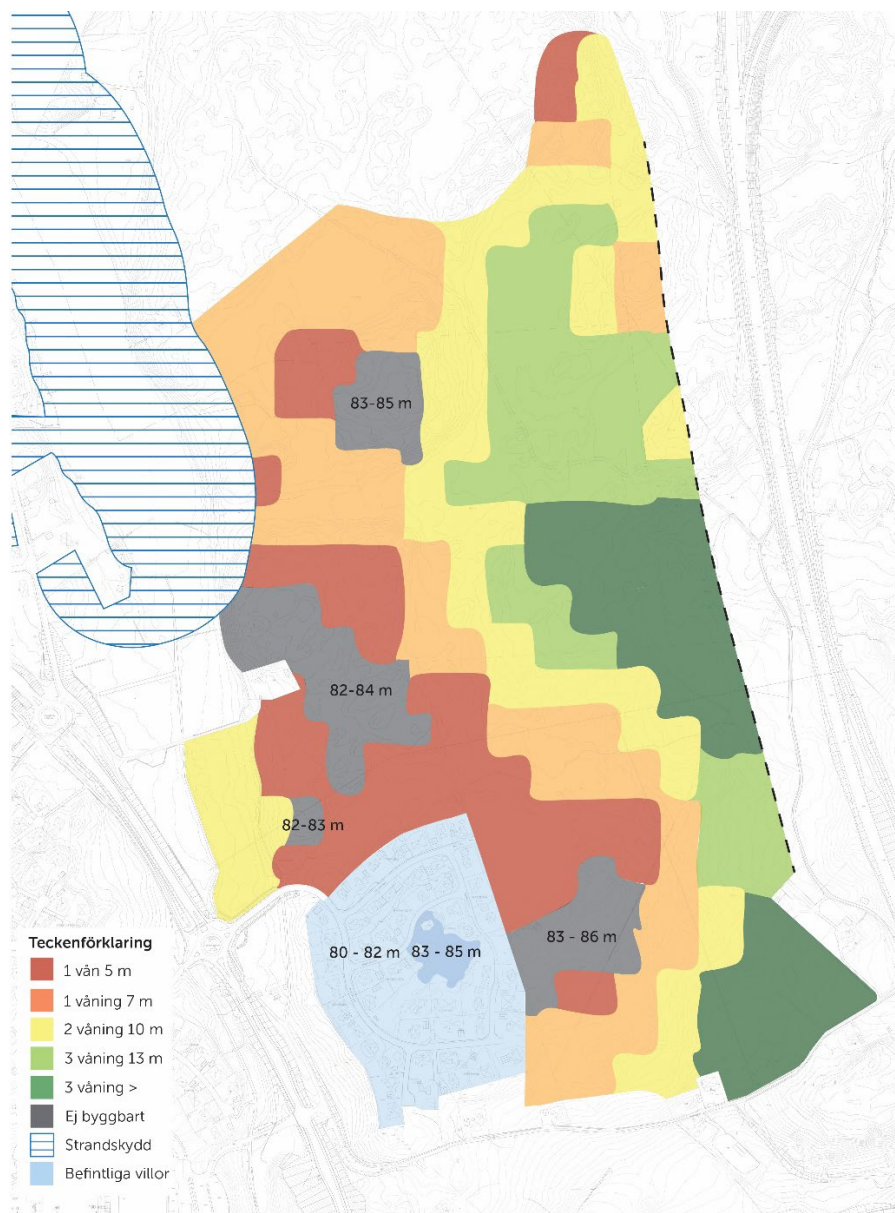 83-85 m
82-84 m
82-83 m
80 - 82 m
83 - 85 m
83 - 86 m
Teckenförklaring
1 vån 5 m
1 våning 7 m
2 våning 10 m
3 våning 13 m
3 våning >
Ej byggbart
Strandskydd
Befintliga villor